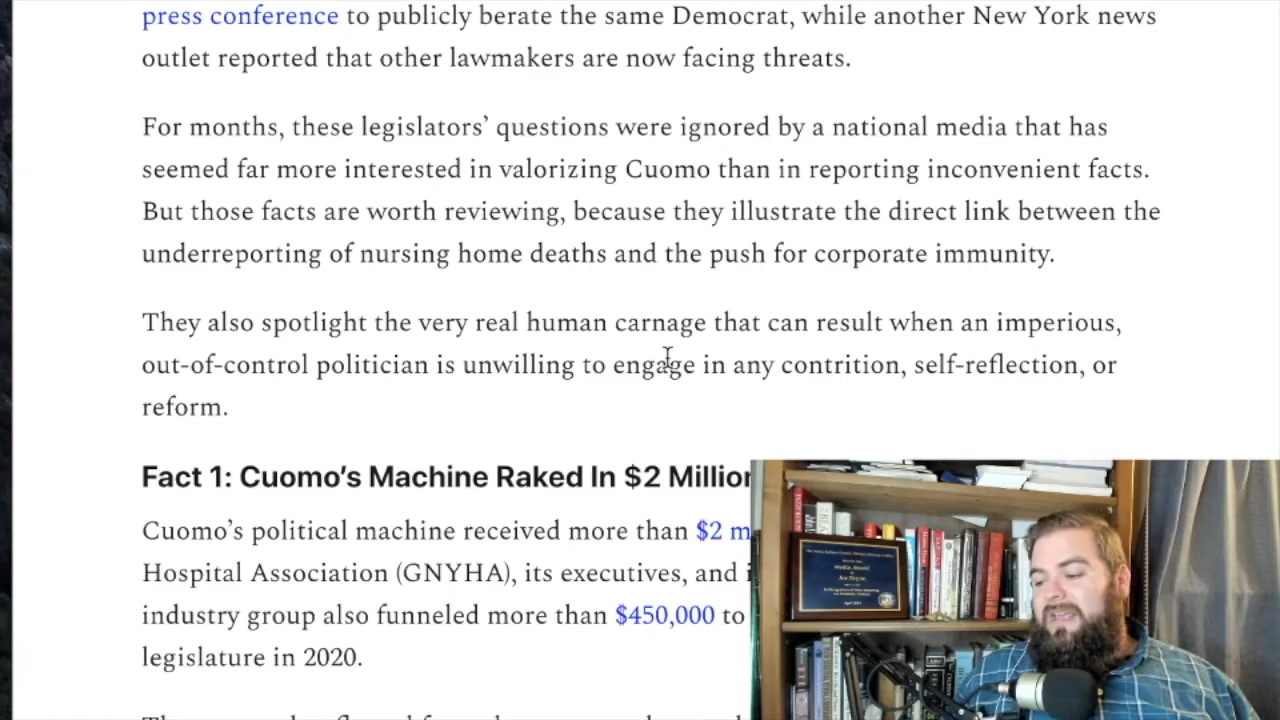 press conference to publicly berate the same Democrat, while another New York news
outlet reported that other lawmakers are now facing threats.
For months, these legislators’ questions were ignored by a national media that has
seemed far more interested in valorizing Cuomo than in reporting inconvenient facts.
But those facts are worth reviewing, because they illustrate the direct link between the
underreporting of nursing home deaths and the push for corporate immunity.
They also spotlight the very real human carnage that can result when an imperious,
out-of-control politician is unwilling to engage in any contrition, self-reflection, or
reform.
Fact 1: Cuomo’s Machine Raked In $2 Million
Cuomo’s political machine received more than $2 m
Hospital Association (GNYHA), its executives, and i
industry group also funneled more than $450,000 to
legislature in 2020.
Media Award